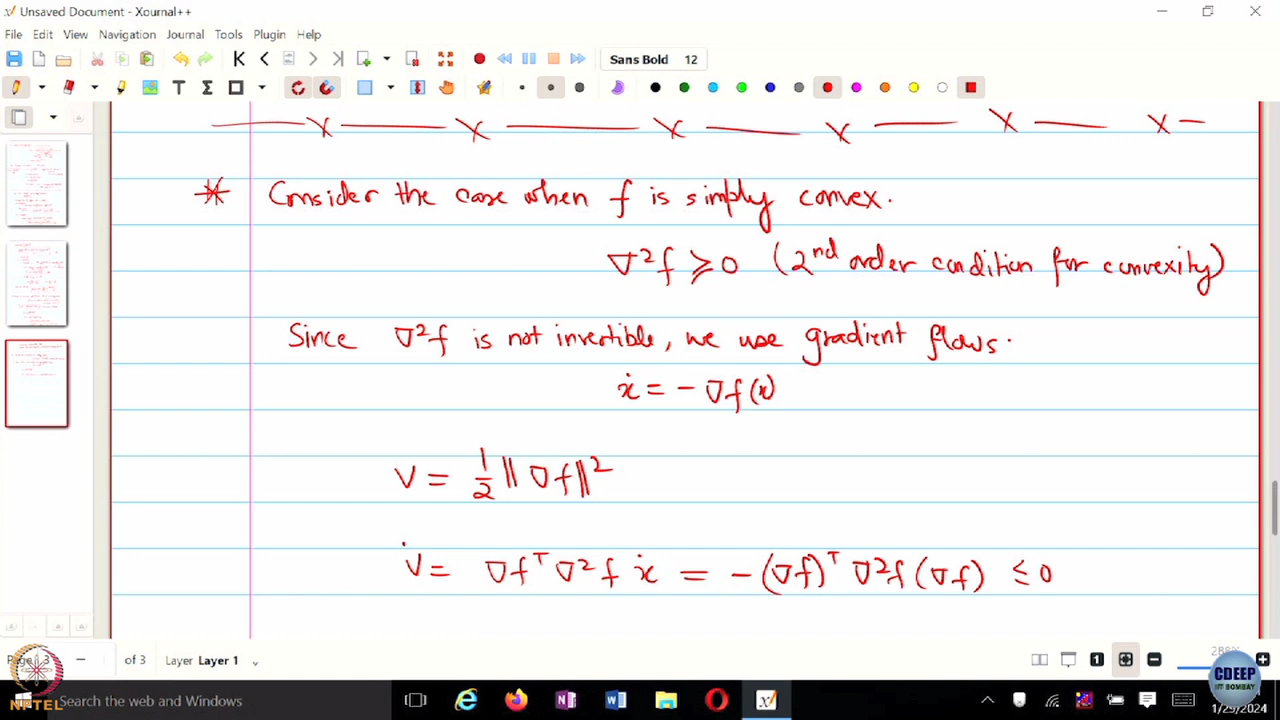 Unsaved Document - Xournal++
File Edit View Navigation Journal Tools Plugin Help
Sans Bold 12
x x x x x x
* Consider the case when f is simply convex.
∇²f ⩾ 0 (2nd order condition for convexity)
Since ∇²f is not invertible, we use gradient flows.
ẋ = - ∇f(x)
V = 1/2 ‖∇f‖²
V̇ = ∇fᵀ ∇²f ẋ = - (∇f)ᵀ ∇²f (∇f) ≤ 0
of 3 Layer Layer 1
288%
NPTEL
Search the web and Windows
CDEEP
IIT BOMBAY
1/29/2024